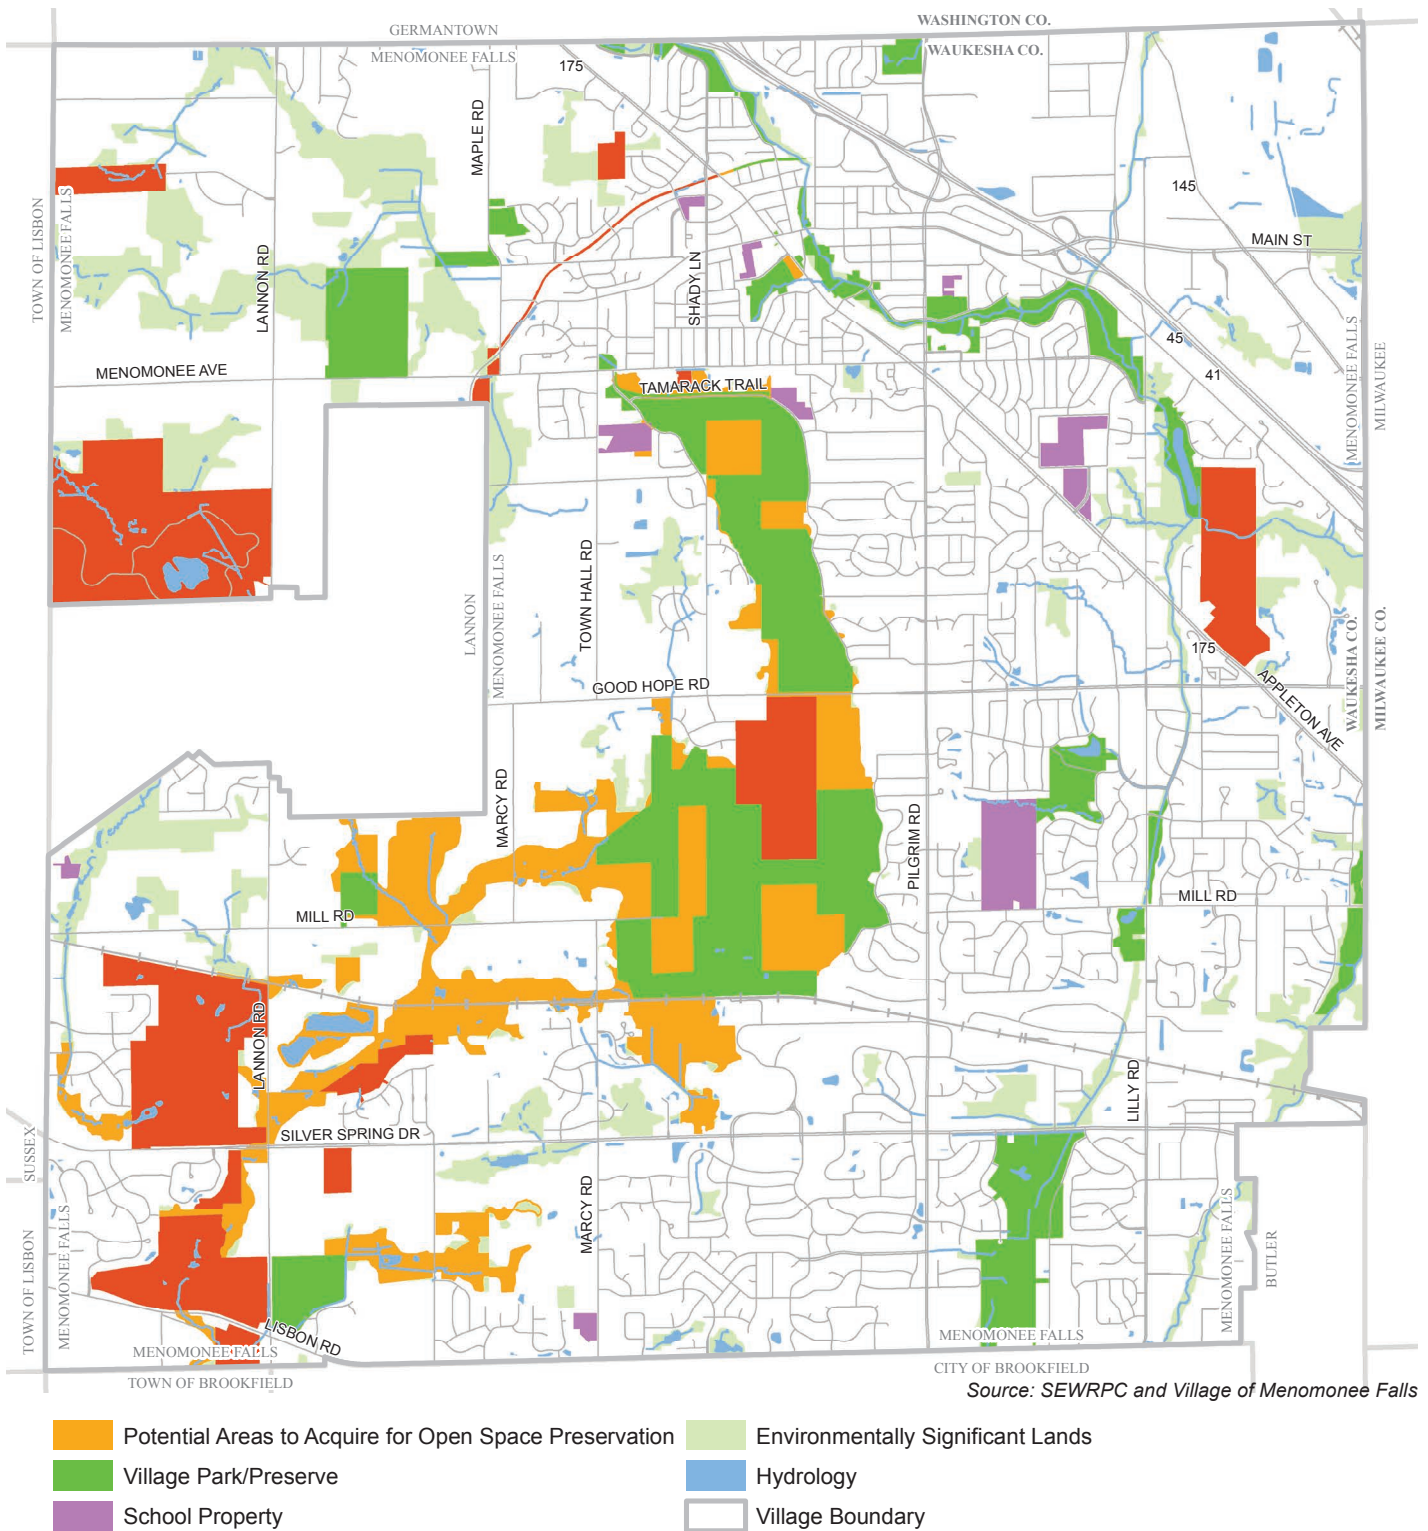 WASHINGTON CO.
GERMANTOWN
WAUKESHA CO.
MENOMONEE FALLS
175
MAPLE RD
145
TOWN OF LISBON
MENOMONEE FALLS
LANNON RD
SHADY LN
MAIN ST
MENOMONEE FALLS
MILWAUKEE
45
41
MENOMONEE AVE
TAMARACK TRAIL
LANNON
MENOMONEE FALLS
TOWN HALL RD
175
WAUKESHA CO.
MILWAUKEE CO.
GOOD HOPE RD
APPLETON AVE
MARCY RD
PILGRIM RD
MILL RD
MILL RD
LANNON RD
LILLY RD
SILVER SPRING DR
SUSSEX
MARCY RD
TOWN OF LISBON
MENOMONEE FALLS
MENOMONEE FALLS
BUTLER
LISBON RD
MENOMONEE FALLS
MENOMONEE FALLS
TOWN OF BROOKFIELD
CITY OF BROOKFIELD
Source: SEWRPC and Village of Menomonee Falls
Potential Areas to Acquire for Open Space Preservation
Environmentally Significant Lands
Village Park/Preserve
Hydrology
School Property
Village Boundary